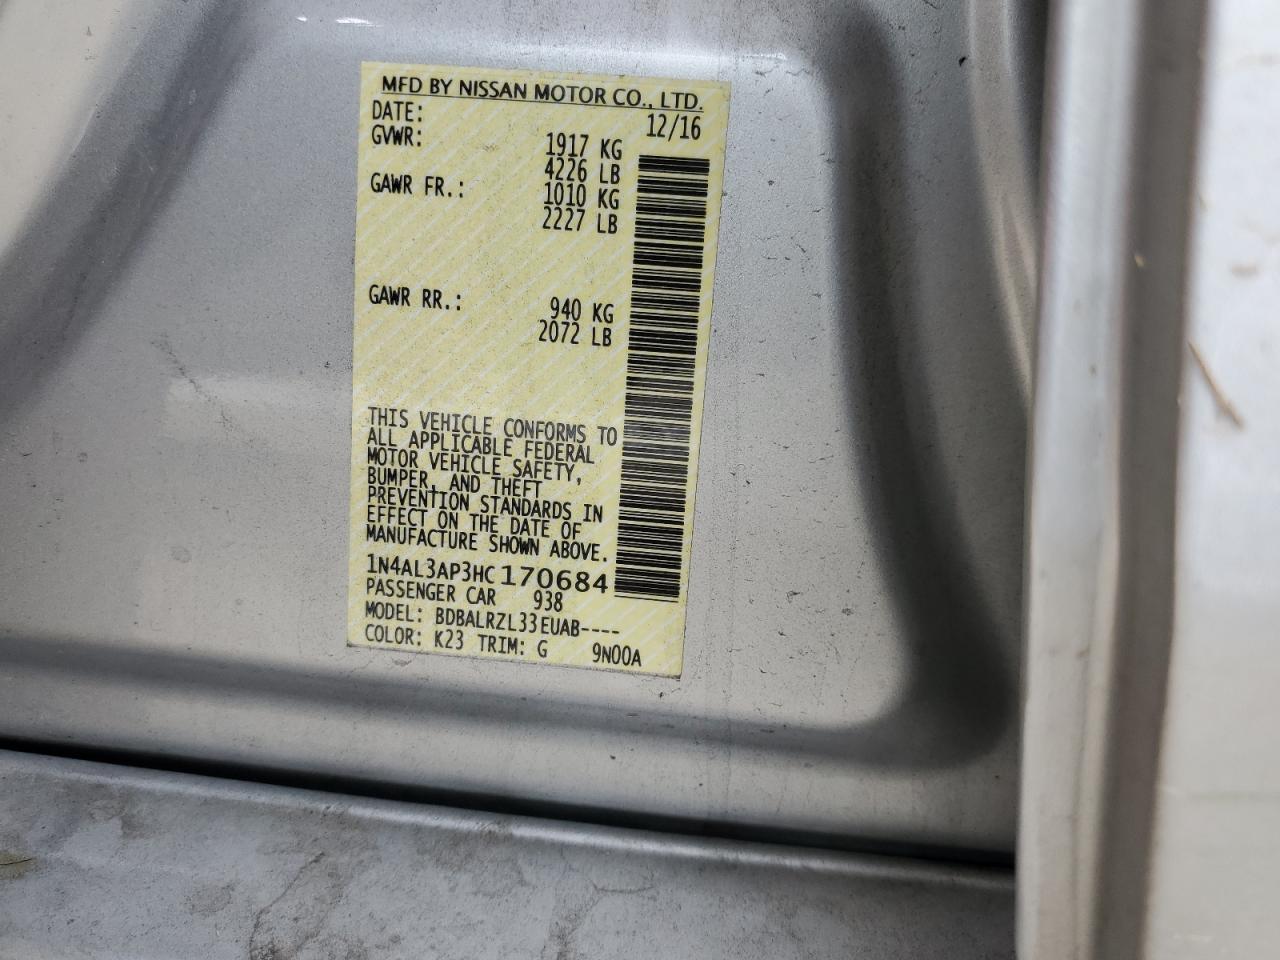 MFD BY NISSAN MOTOR CO., LTD.
DATE: 12/16
GVWR: 1917 KG
4226 LB
GAWR FR.: 1010 KG
2227 LB
GAWR RR.: 940 KG
2072 LB
THIS VEHICLE CONFORMS TO
ALL APPLICABLE FEDERAL
MOTOR VEHICLE SAFETY,
BUMPER, AND THEFT
PREVENTION STANDARDS IN
EFFECT ON THE DATE OF
MANUFACTURE SHOWN ABOVE.
1N4AL3AP3HC170684
PASSENGER CAR 938
MODEL: BDBALRZL33EUAB----
COLOR: K23 TRIM: G 9N00A